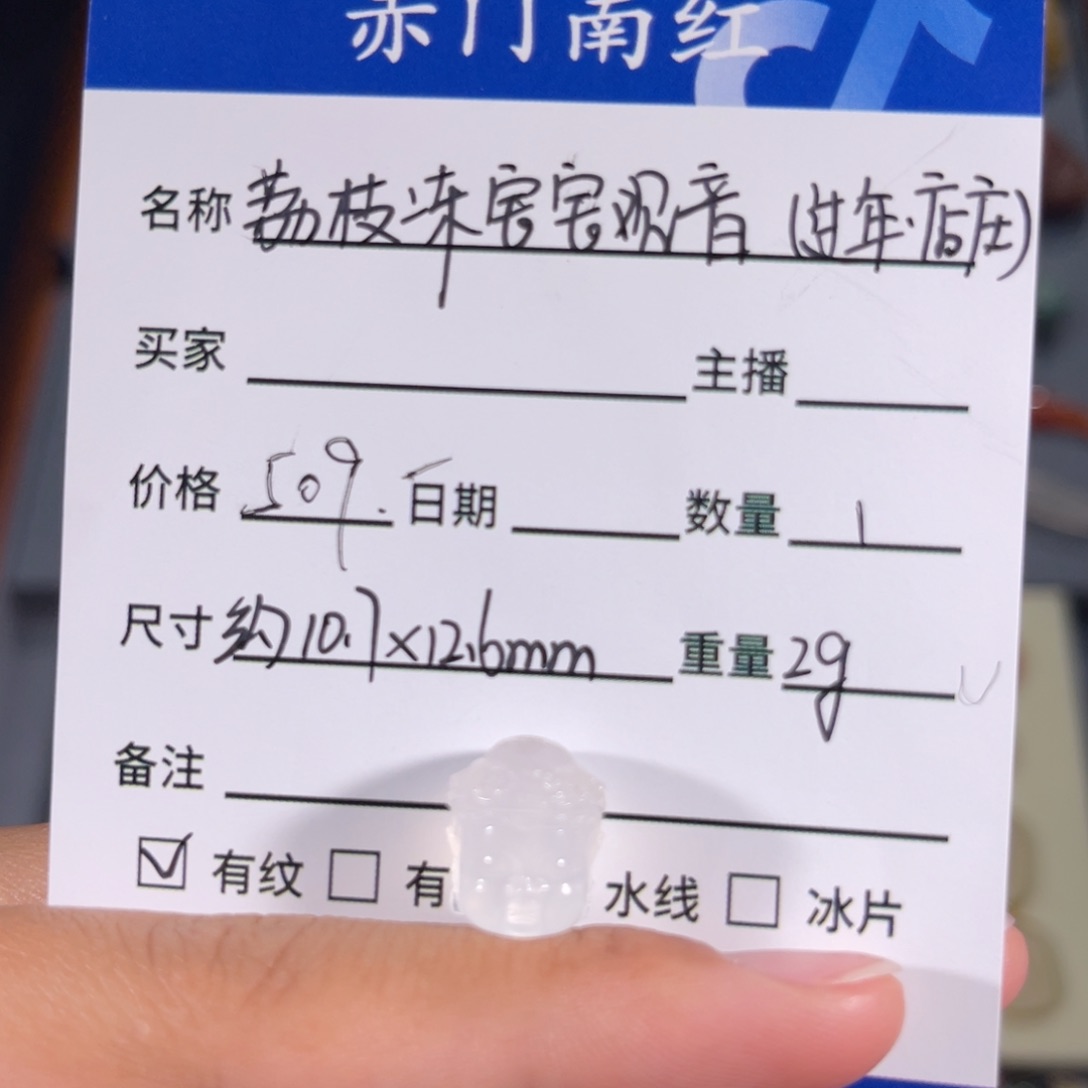 赤门南红
名称 荔枝冻宝宝观音（过年.店庄）
买家 主播
价格 509. 日期 数量 1
尺寸 约10.7×12.6mm 重量 2g
备注
☑ 有纹 ☐ 有 水线 ☐ 冰片